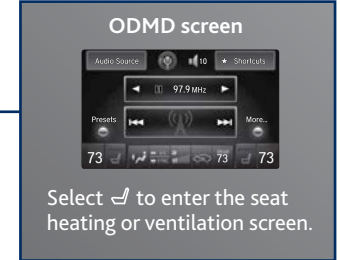 ODMD screen
Audio Source 10 ★ Shortcuts
97.9 MHz
Presets More...
73 73 73
Select to enter the seat
heating or ventilation screen.